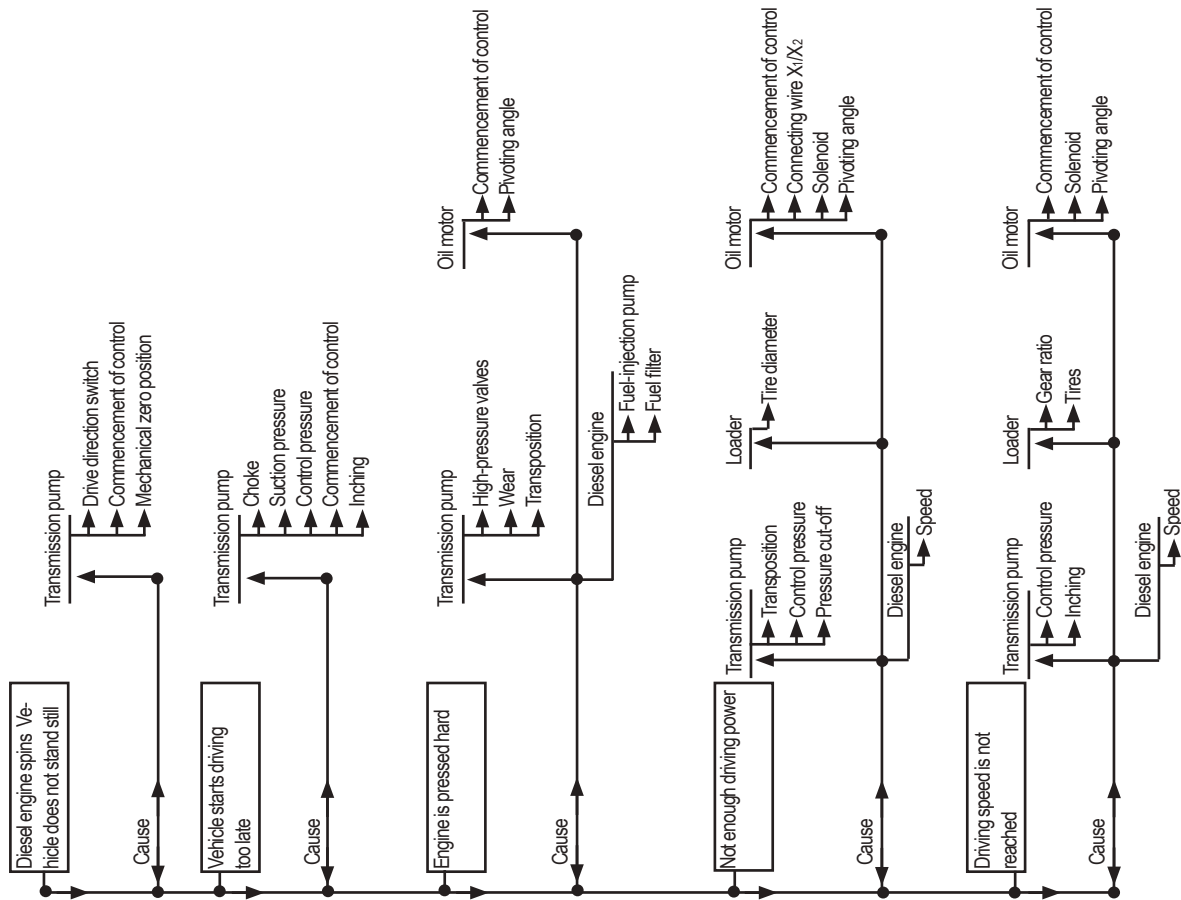 Diesel engine spins  Ve-
hicle does not stand still
Cause
Transmission pump
Drive direction switch
Commencement of control
Mechanical zero position
Vehicle starts driving
too late
Cause
Transmission pump
Choke
Suction pressure
Control pressure
Commencement of control
Inching
Engine is pressed hard
Cause
Transmission pump
High-pressure valves
Wear
Transposition
Diesel engine
Fuel-injection pump
Fuel filter
Oil motor
Commencement of control
Pivoting angle
Not enough driving power
Cause
Transmission pump
Transposition
Control pressure
Pressure cut-off
Diesel engine
Speed
Loader
Tire diameter
Oil motor
Commencement of control
Connecting wire X1/X2
Solenoid
Pivoting angle
Driving speed is not
reached
Cause
Transmission pump
Control pressure
Inching
Diesel engine
Speed
Loader
Gear ratio
Tires
Oil motor
Commencement of control
Solenoid
Pivoting angle